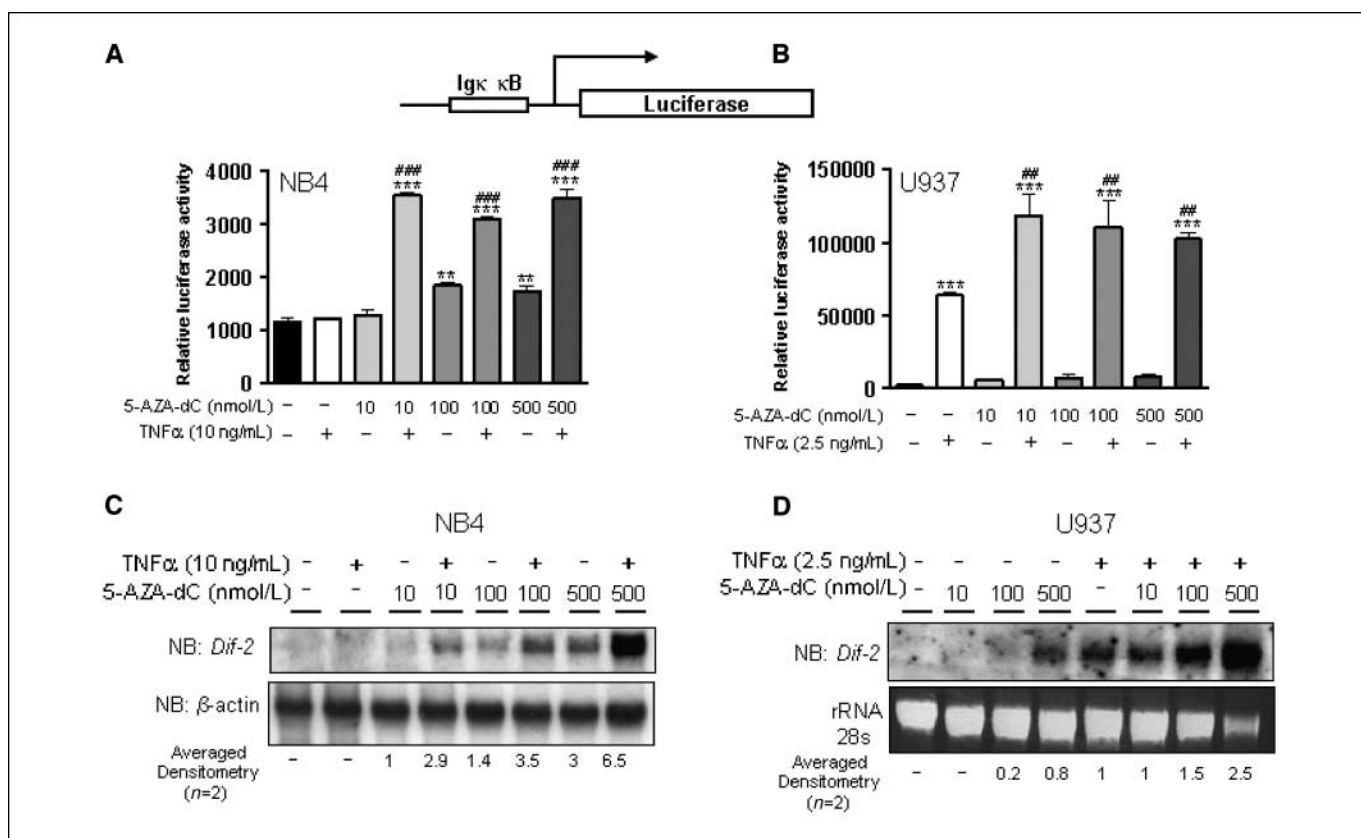 A
B
Igκ κB
Luciferase
Relative luciferase activity
4000
3000
2000
1000
0
NB4
###
***
**
###
***
**
###
***
5-AZA-dC (nmol/L) – – 10 10 100 100 500 500
TNFα (10 ng/mL) – + – + – + – +
Relative luciferase activity
150000
100000
50000
0
U937
***
##
***
##
***
##
***
5-AZA-dC (nmol/L) – – 10 10 100 100 500 500
TNFα (2.5 ng/mL) – + – + – + – +
C
NB4
TNFα (10 ng/mL) – + – + – + – +
5-AZA-dC (nmol/L) – – 10 10 100 100 500 500
NB: Dif-2
NB: β-actin
Averaged
Densitometry
(n=2)
– – 1 2.9 1.4 3.5 3 6.5
D
U937
TNFα (2.5 ng/mL) – – – – + + + +
5-AZA-dC (nmol/L) – 10 100 500 – 10 100 500
NB: Dif-2
rRNA
28s
Averaged
Densitometry
(n=2)
– – 0.2 0.8 1 1 1.5 2.5